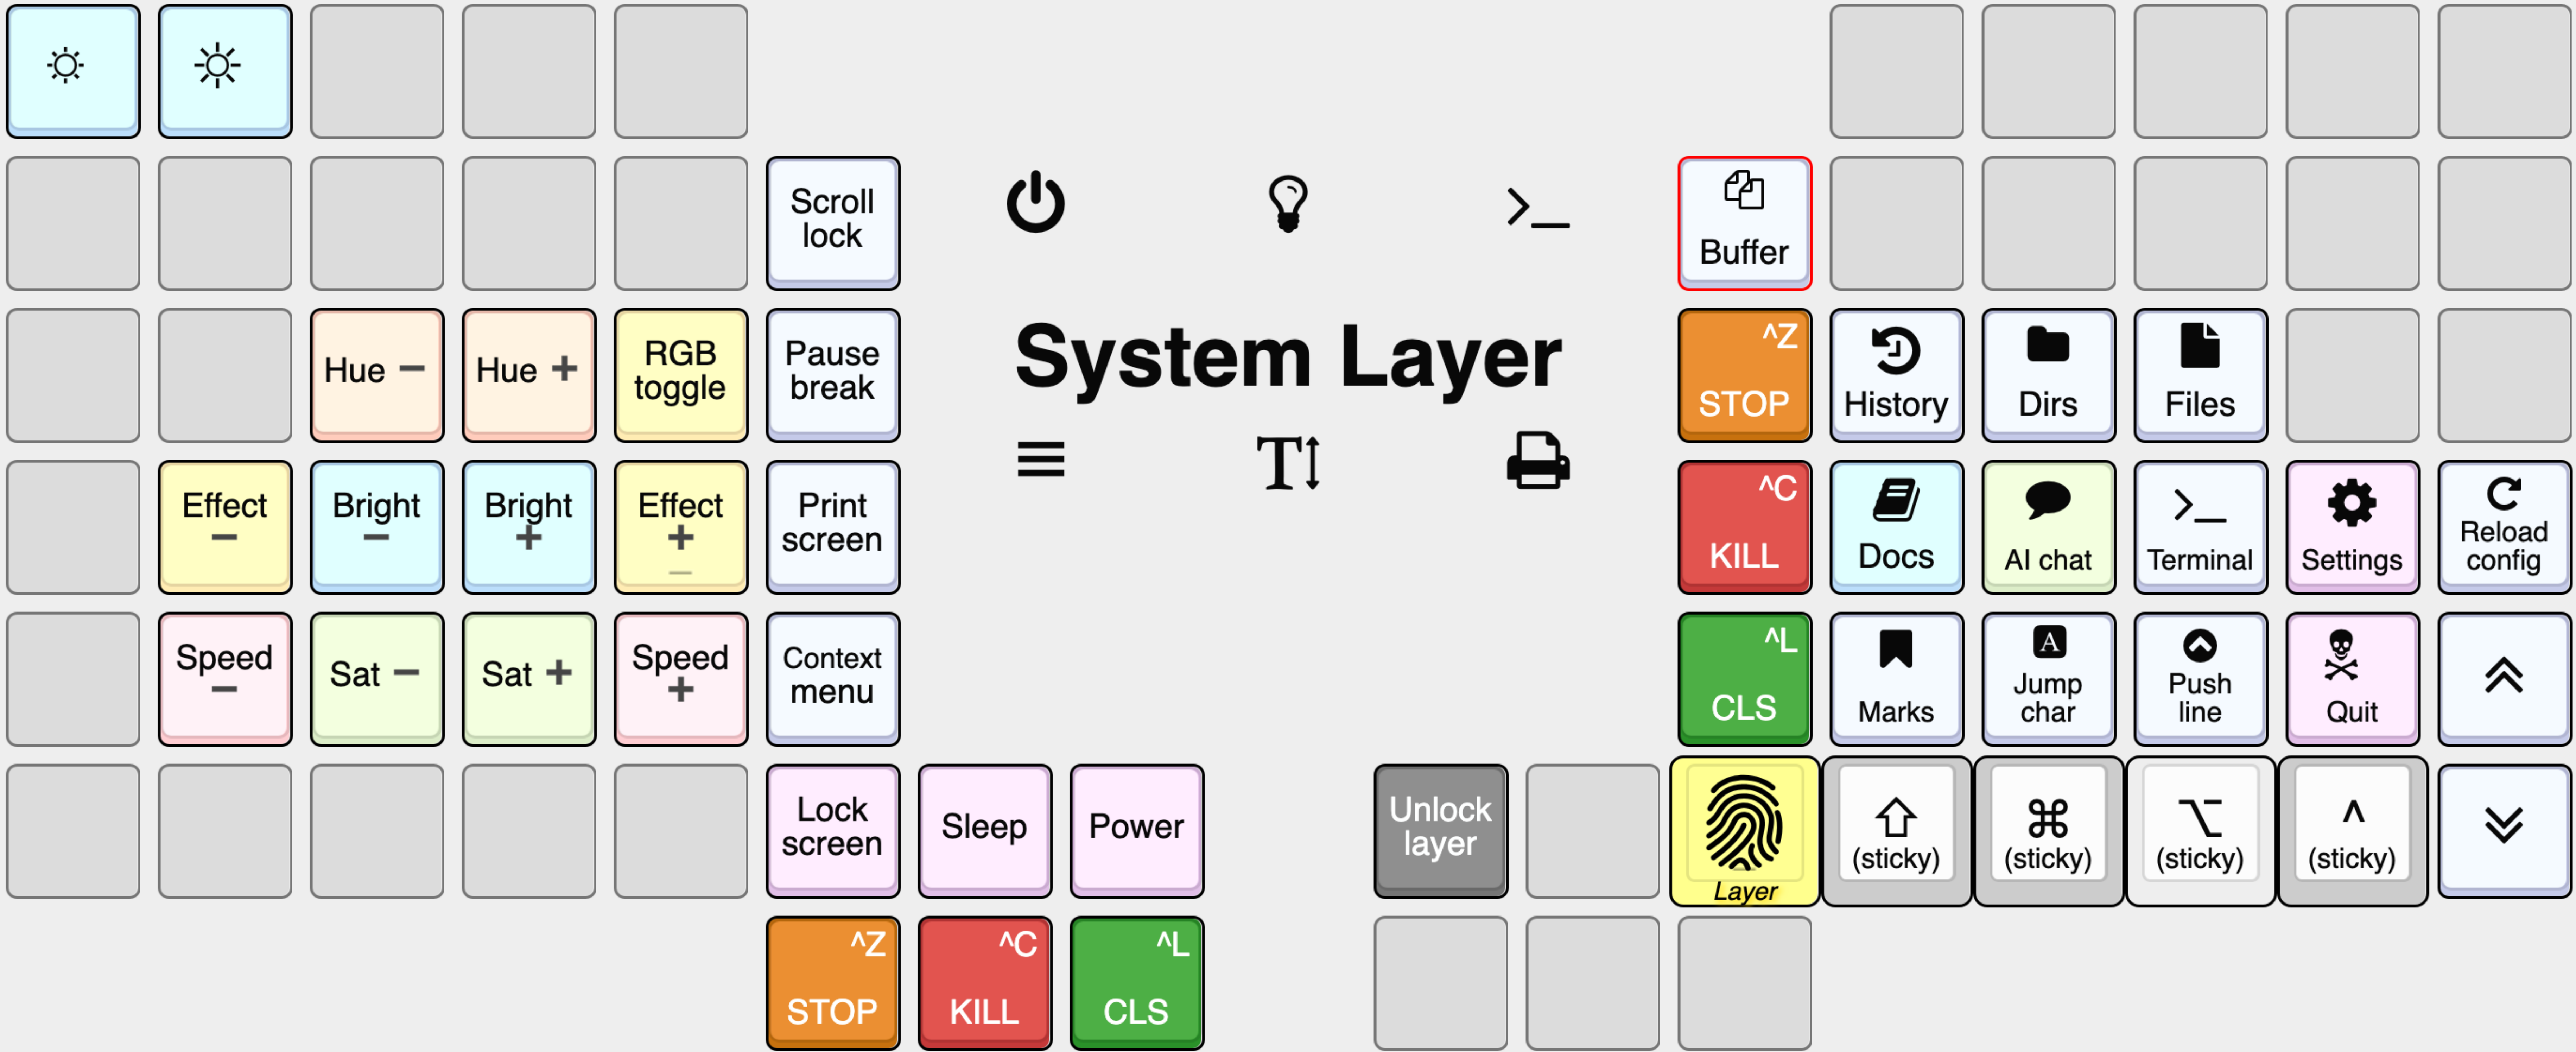 Scroll
lock
Buffer
Hue −
Hue +
RGB
toggle
Pause
break
System Layer
^Z
STOP
History
Dirs
Files
Effect
−
Bright
−
Bright
+
Effect
+
Print
screen
^C
KILL
Docs
AI chat
>_
Terminal
Settings
Reload
config
Speed
−
Sat −
Sat +
Speed
+
Context
menu
^L
CLS
Marks
A
Jump
char
Push
line
Quit
Lock
screen
Sleep
Power
Unlock
layer
Layer
⇧
(sticky)
⌘
(sticky)
⌥
(sticky)
^
(sticky)
^Z
STOP
^C
KILL
^L
CLS